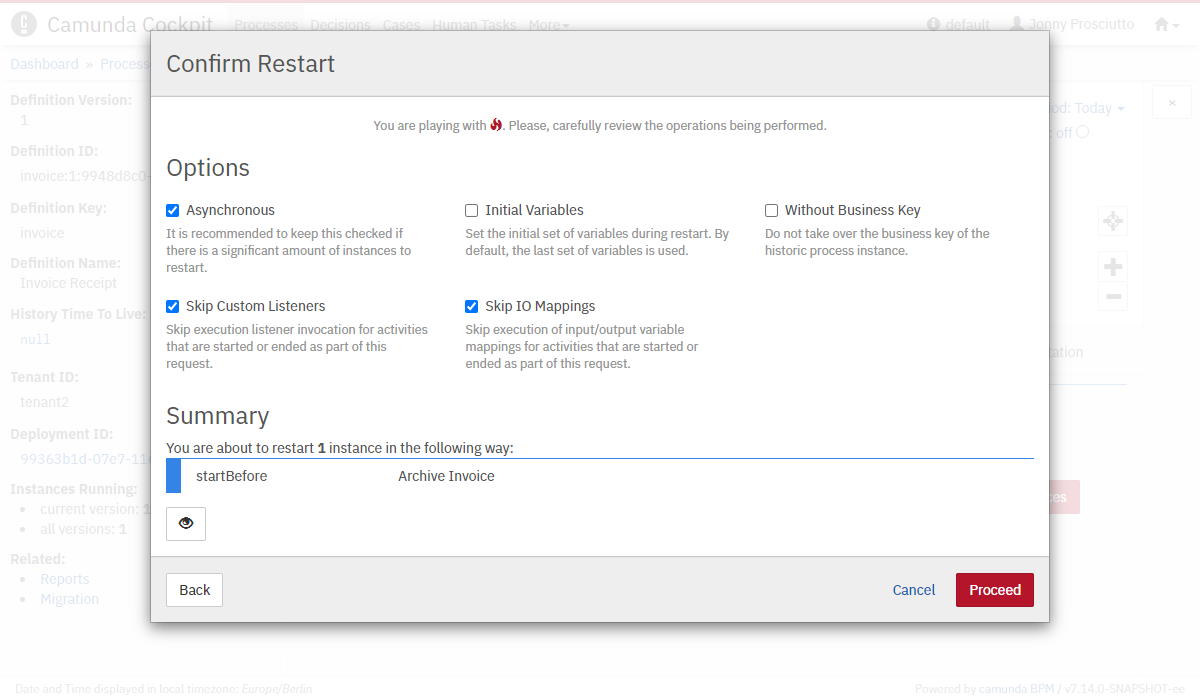 Camunda Cockpit
Processes Decisions Cases Human Tasks More
default Jonny Prosciutto
Dashboard » Process
Definition Version:
1
Definition ID:
invoice:1:9948d8c0-
Definition Key:
invoice
Definition Name:
Invoice Receipt
History Time To Live:
null
Tenant ID:
tenant2
Deployment ID:
99363b1d-07e7-11e
Instances Running:
current version: 1
all versions: 1
Related:
Reports
Migration
Confirm Restart
You are playing with . Please, carefully review the operations being performed.
Options
Asynchronous
It is recommended to keep this checked if
there is a significant amount of instances to
restart.
Initial Variables
Set the initial set of variables during restart. By
default, the last set of variables is used.
Without Business Key
Do not take over the business key of the
historic process instance.
Skip Custom Listeners
Skip execution listener invocation for activities
that are started or ended as part of this
request.
Skip IO Mappings
Skip execution of input/output variable
mappings for activities that are started or
ended as part of this request.
Summary
You are about to restart 1 instance in the following way:
startBefore Archive Invoice
Back Cancel Proceed
od: Today
: off
tation
ces
Date and Time displayed in local timezone: Europe/Berlin
Powered by camunda BPM / v7.14.0-SNAPSHOT-ee